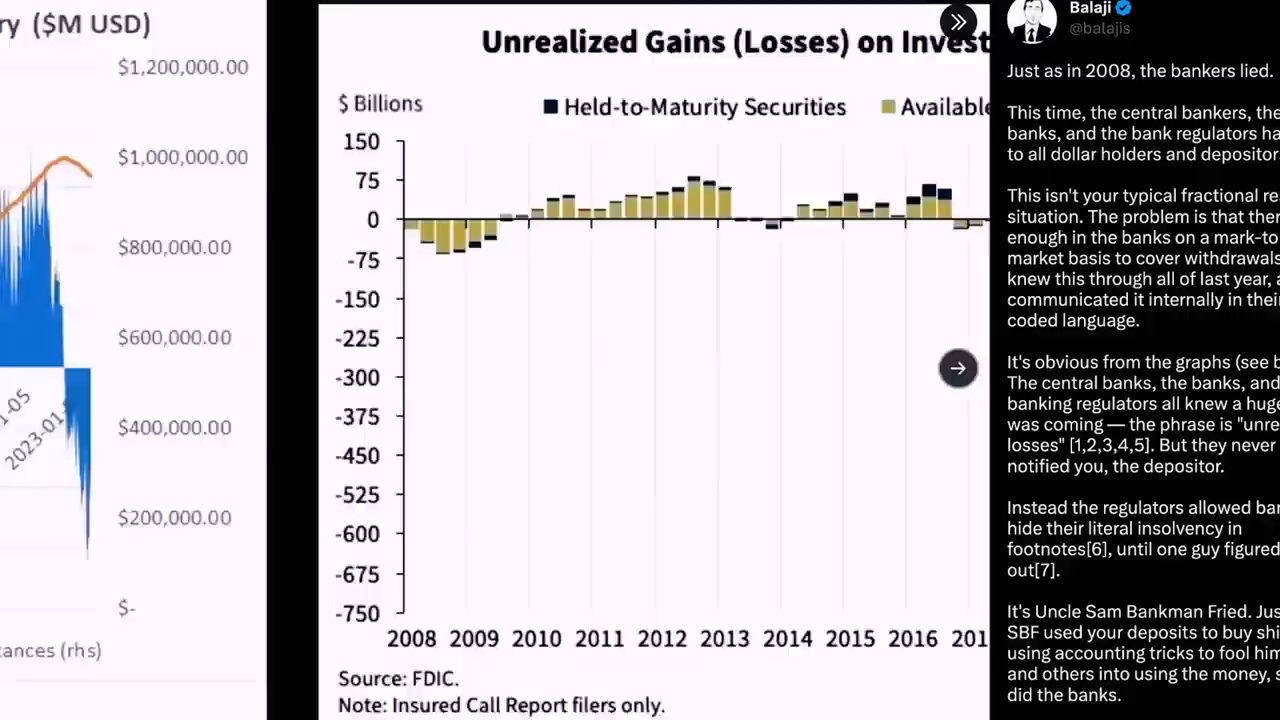 ry ($M USD)
$1,200,000.00
$1,000,000.00
$800,000.00
$600,000.00
$400,000.00
$200,000.00
$-
1-05
2023-01
tances (rhs)
Unrealized Gains (Losses) on Invest
$ Billions
Held-to-Maturity Securities
Available
150
75
0
-75
-150
-225
-300
-375
-450
-525
-600
-675
-750
2008 2009 2010 2011 2012 2013 2014 2015 2016 201
Source: FDIC.
Note: Insured Call Report filers only.
Balaji
@balajis
Just as in 2008, the bankers lied.
This time, the central bankers, the
banks, and the bank regulators ha
to all dollar holders and depositor
This isn't your typical fractional re
situation. The problem is that ther
enough in the banks on a mark-to
market basis to cover withdrawals
knew this through all of last year, a
communicated it internally in their
coded language.
It's obvious from the graphs (see b
The central banks, the banks, and
banking regulators all knew a huge
was coming — the phrase is "unre
losses" [1,2,3,4,5]. But they never
notified you, the depositor.
Instead the regulators allowed ban
hide their literal insolvency in
footnotes[6], until one guy figured
out[7].
It's Uncle Sam Bankman Fried. Jus
SBF used your deposits to buy shi
using accounting tricks to fool him
and others into using the money, s
did the banks.